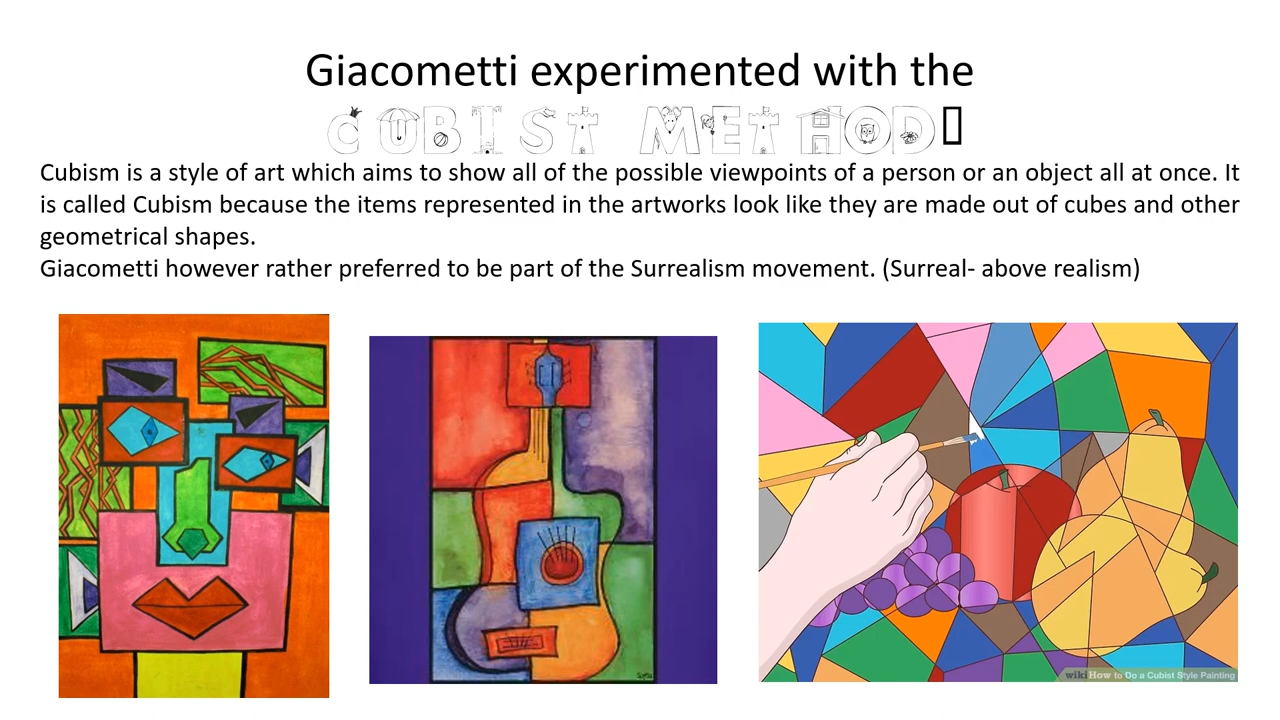 Giacometti experimented with the
CUBIST METHOD
Cubism is a style of art which aims to show all of the possible viewpoints of a person or an object all at once. It
is called Cubism because the items represented in the artworks look like they are made out of cubes and other
geometrical shapes.
Giacometti however rather preferred to be part of the Surrealism movement. (Surreal- above realism)
wikiHow to Do a Cubist Style Painting